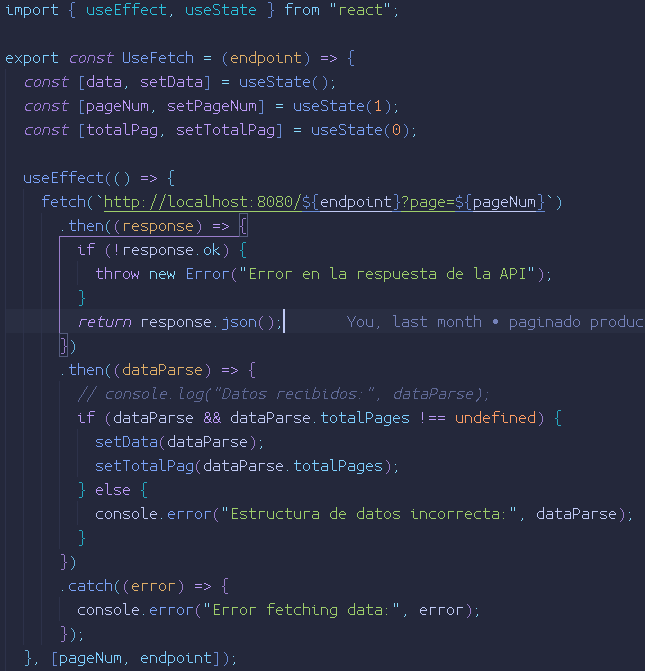 import { useEffect, useState } from "react";
export const UseFetch = (endpoint) => {
const [data, setData] = useState();
const [pageNum, setPageNum] = useState(1);
const [totalPag, setTotalPag] = useState(0);
useEffect(() => {
fetch(`http://localhost:8080/${endpoint}?page=${pageNum}`)
.then((response) => {
if (!response.ok) {
throw new Error("Error en la respuesta de la API");
}
return response.json(); You, last month • paginado produc
})
.then((dataParse) => {
// console.log("Datos recibidos:", dataParse);
if (dataParse && dataParse.totalPages !== undefined) {
setData(dataParse);
setTotalPag(dataParse.totalPages);
} else {
console.error("Estructura de datos incorrecta:", dataParse);
}
})
.catch((error) => {
console.error("Error fetching data:", error);
});
}, [pageNum, endpoint]);